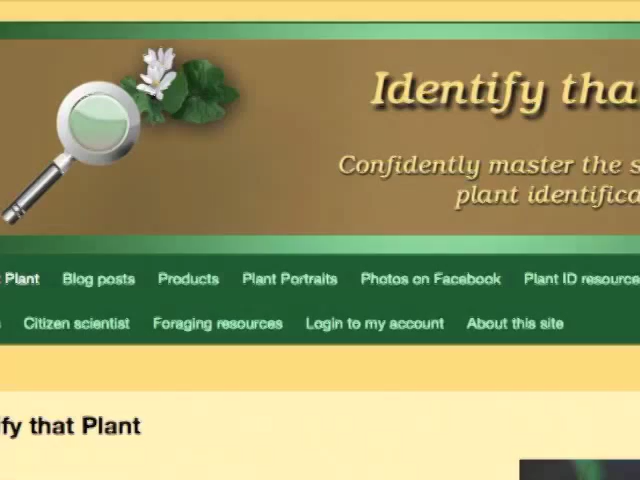 Identify tha
Confidently master the s
plant identifica
Plant
Blog posts
Products
Plant Portraits
Photos on Facebook
Plant ID resource
Citizen scientist
Foraging resources
Login to my account
About this site
ify that Plant